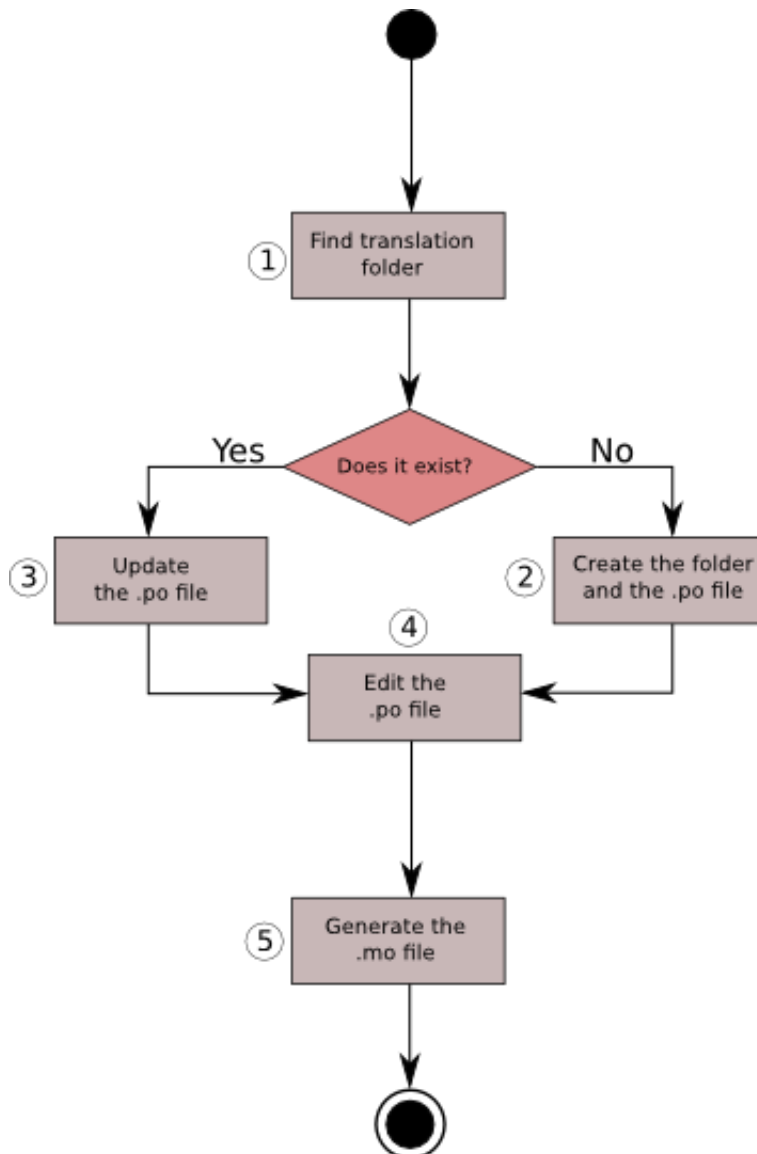 1
Find translation
folder
Does it exist?
Yes
No
3
Update
the .po file
2
Create the folder
and the .po file
4
Edit the
.po file
5
Generate the
.mo file